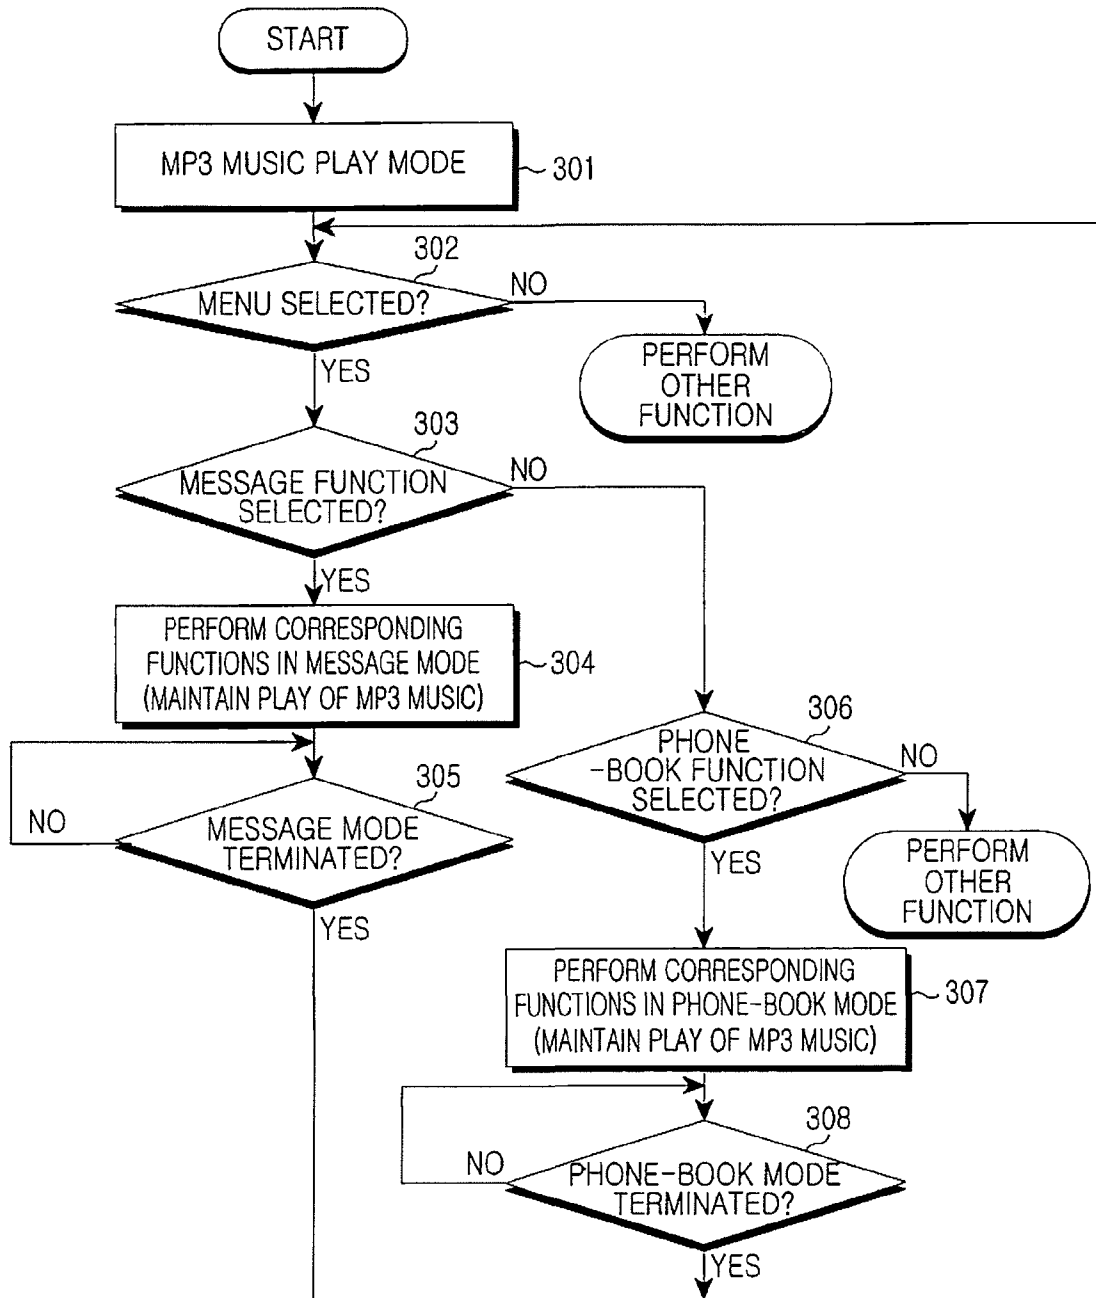 START
MP3 MUSIC PLAY MODE
301
302
MENU SELECTED?
NO
YES
PERFORM
OTHER
FUNCTION
303
MESSAGE FUNCTION
SELECTED?
NO
YES
PERFORM CORRESPONDING
FUNCTIONS IN MESSAGE MODE
(MAINTAIN PLAY OF MP3 MUSIC)
304
305
MESSAGE MODE
TERMINATED?
NO
YES
306
PHONE
-BOOK FUNCTION
SELECTED?
NO
YES
PERFORM
OTHER
FUNCTION
PERFORM CORRESPONDING
FUNCTIONS IN PHONE-BOOK MODE
(MAINTAIN PLAY OF MP3 MUSIC)
307
308
PHONE-BOOK MODE
TERMINATED?
NO
YES